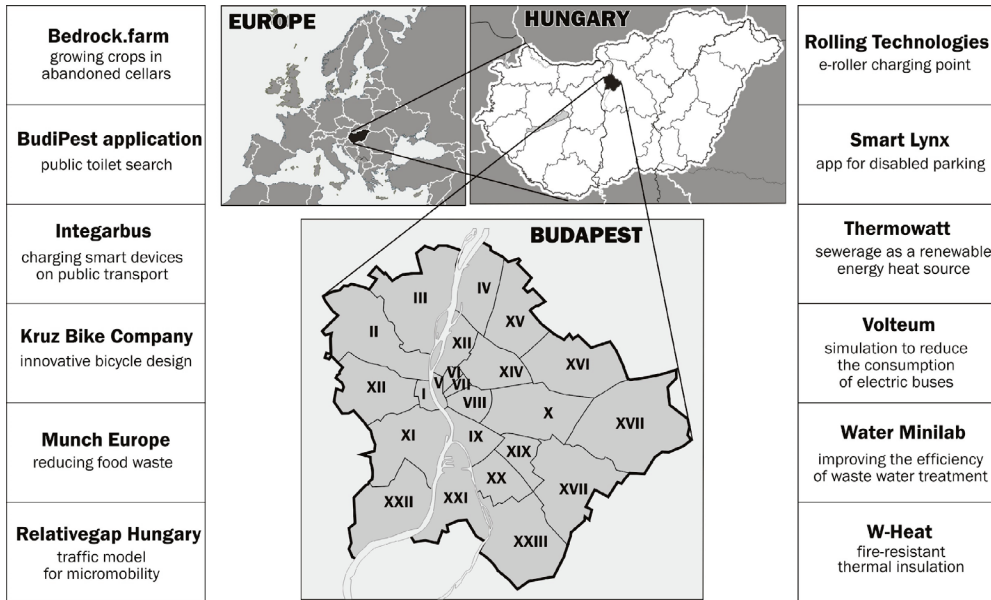 Bedrock.farm
growing crops in
abandoned cellars
BudiPest application
public toilet search
Integarbus
charging smart devices
on public transport
Kruz Bike Company
innovative bicycle design
Munch Europe
reducing food waste
Relativegap Hungary
traffic model
for micromobility
EUROPE
HUNGARY
BUDAPEST
III
IV
II
XV
XII
XVI
XIV
VI
V
VII
XII
I
VIII
X
XVII
XI
IX
XIX
XX
XVII
XXII
XXI
XXIII
Rolling Technologies
e-roller charging point
Smart Lynx
app for disabled parking
Thermowatt
sewerage as a renewable
energy heat source
Volteum
simulation to reduce
the consumption
of electric buses
Water Minilab
improving the efficiency
of waste water treatment
W-Heat
fire-resistant
thermal insulation